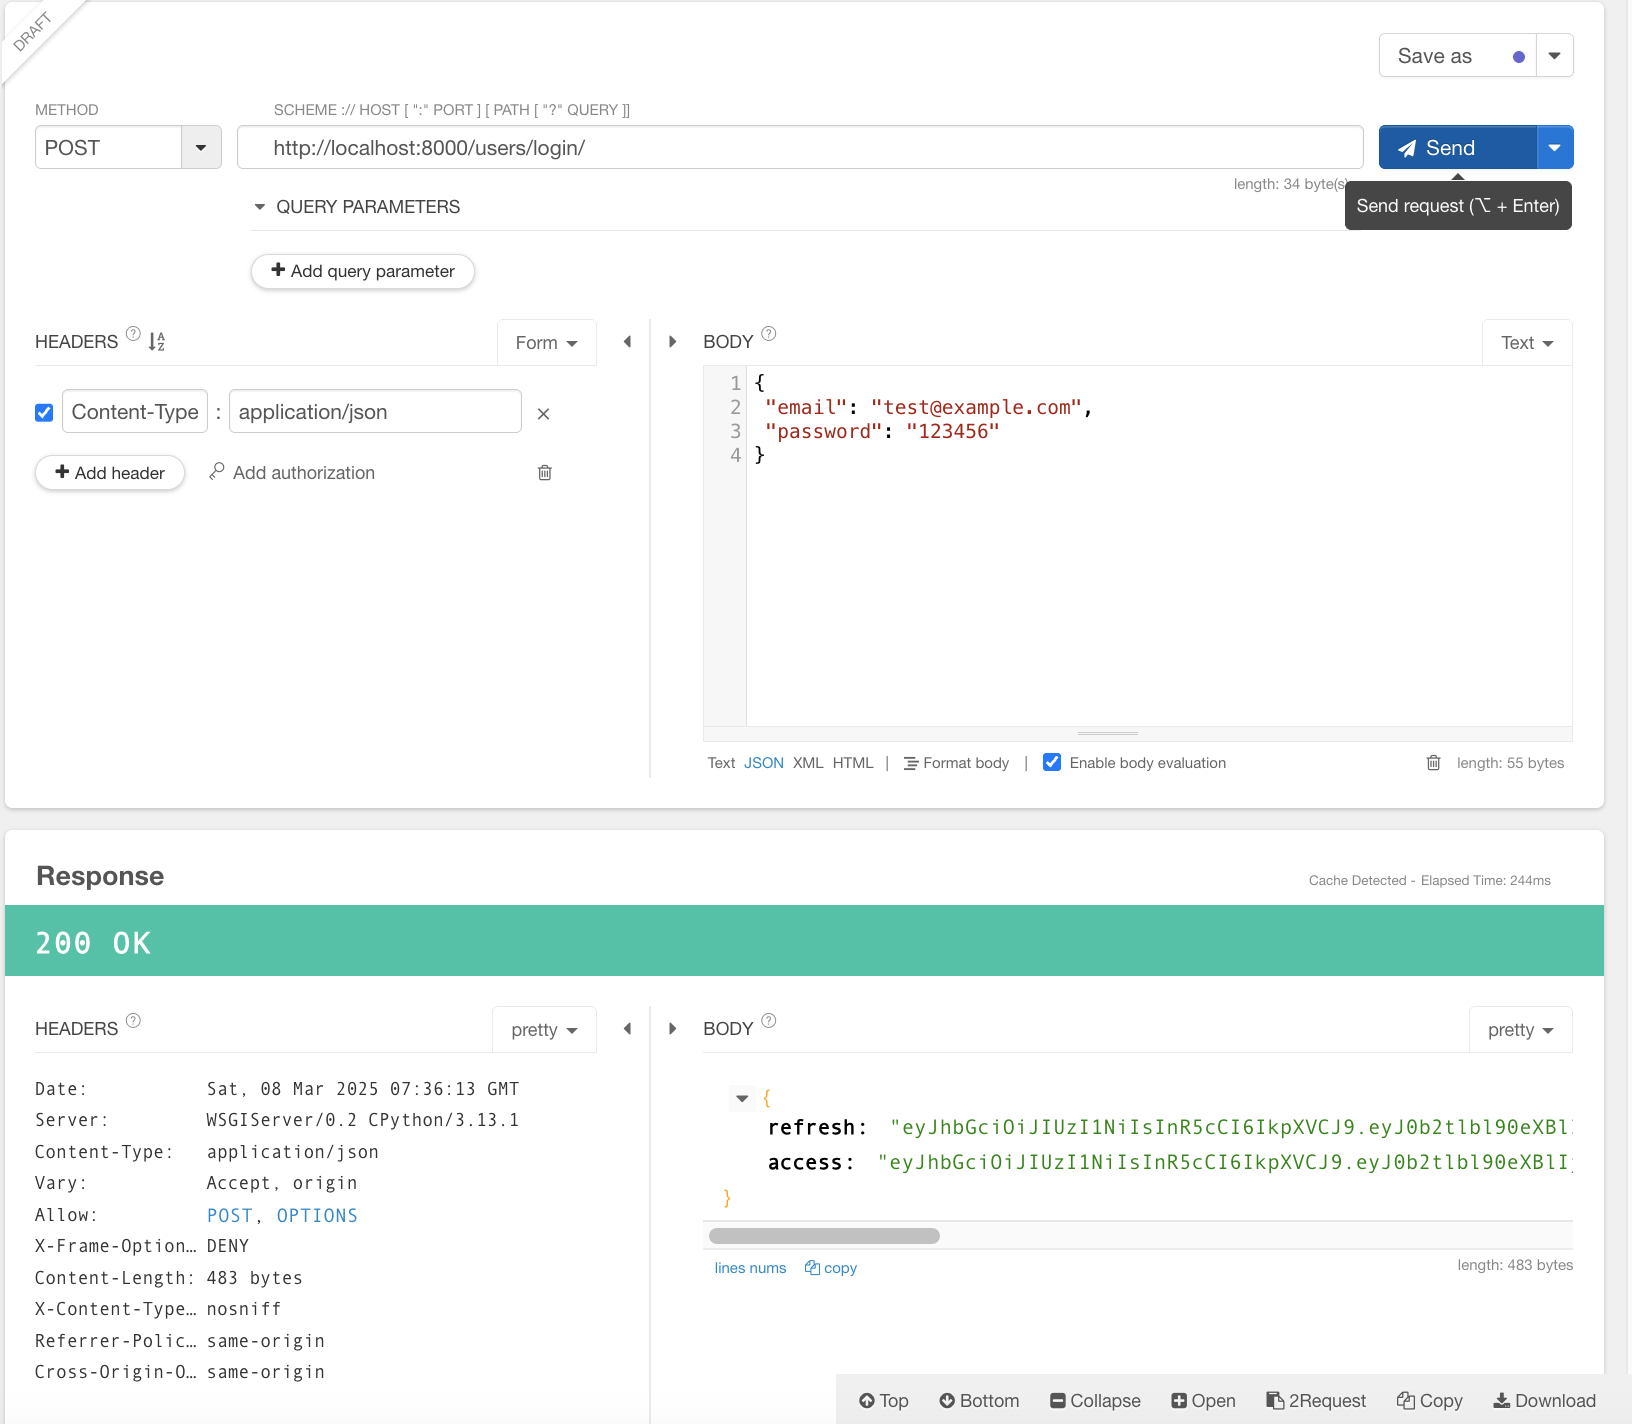 DRAFT
Save as
METHOD
SCHEME :// HOST [ ":" PORT ] [ PATH [ "?" QUERY ]]
POST
http://localhost:8000/users/login/
Send
length: 34 byte(s)
Send request (⌥ + Enter)
QUERY PARAMETERS
Add query parameter
HEADERS
Form
BODY
Text
Content-Type : application/json
Add header
Add authorization
1 {
2 "email": "test@example.com",
3 "password": "123456"
4 }
Text JSON XML HTML | Format body | Enable body evaluation
length: 55 bytes
Response
Cache Detected - Elapsed Time: 244ms
200 OK
HEADERS
pretty
BODY
pretty
Date: Sat, 08 Mar 2025 07:36:13 GMT
Server: WSGIServer/0.2 CPython/3.13.1
Content-Type: application/json
Vary: Accept, origin
Allow: POST, OPTIONS
X-Frame-Option… DENY
Content-Length: 483 bytes
X-Content-Type… nosniff
Referrer-Polic… same-origin
Cross-Origin-O… same-origin
{
refresh: "eyJhbGciOiJIUzI1NiIsInR5cCI6IkpXVCJ9.eyJ0b2tlbl90eXBlI
access: "eyJhbGciOiJIUzI1NiIsInR5cCI6IkpXVCJ9.eyJ0b2tlbl90eXBlIj
}
lines nums copy
length: 483 bytes
Top Bottom Collapse Open 2Request Copy Download